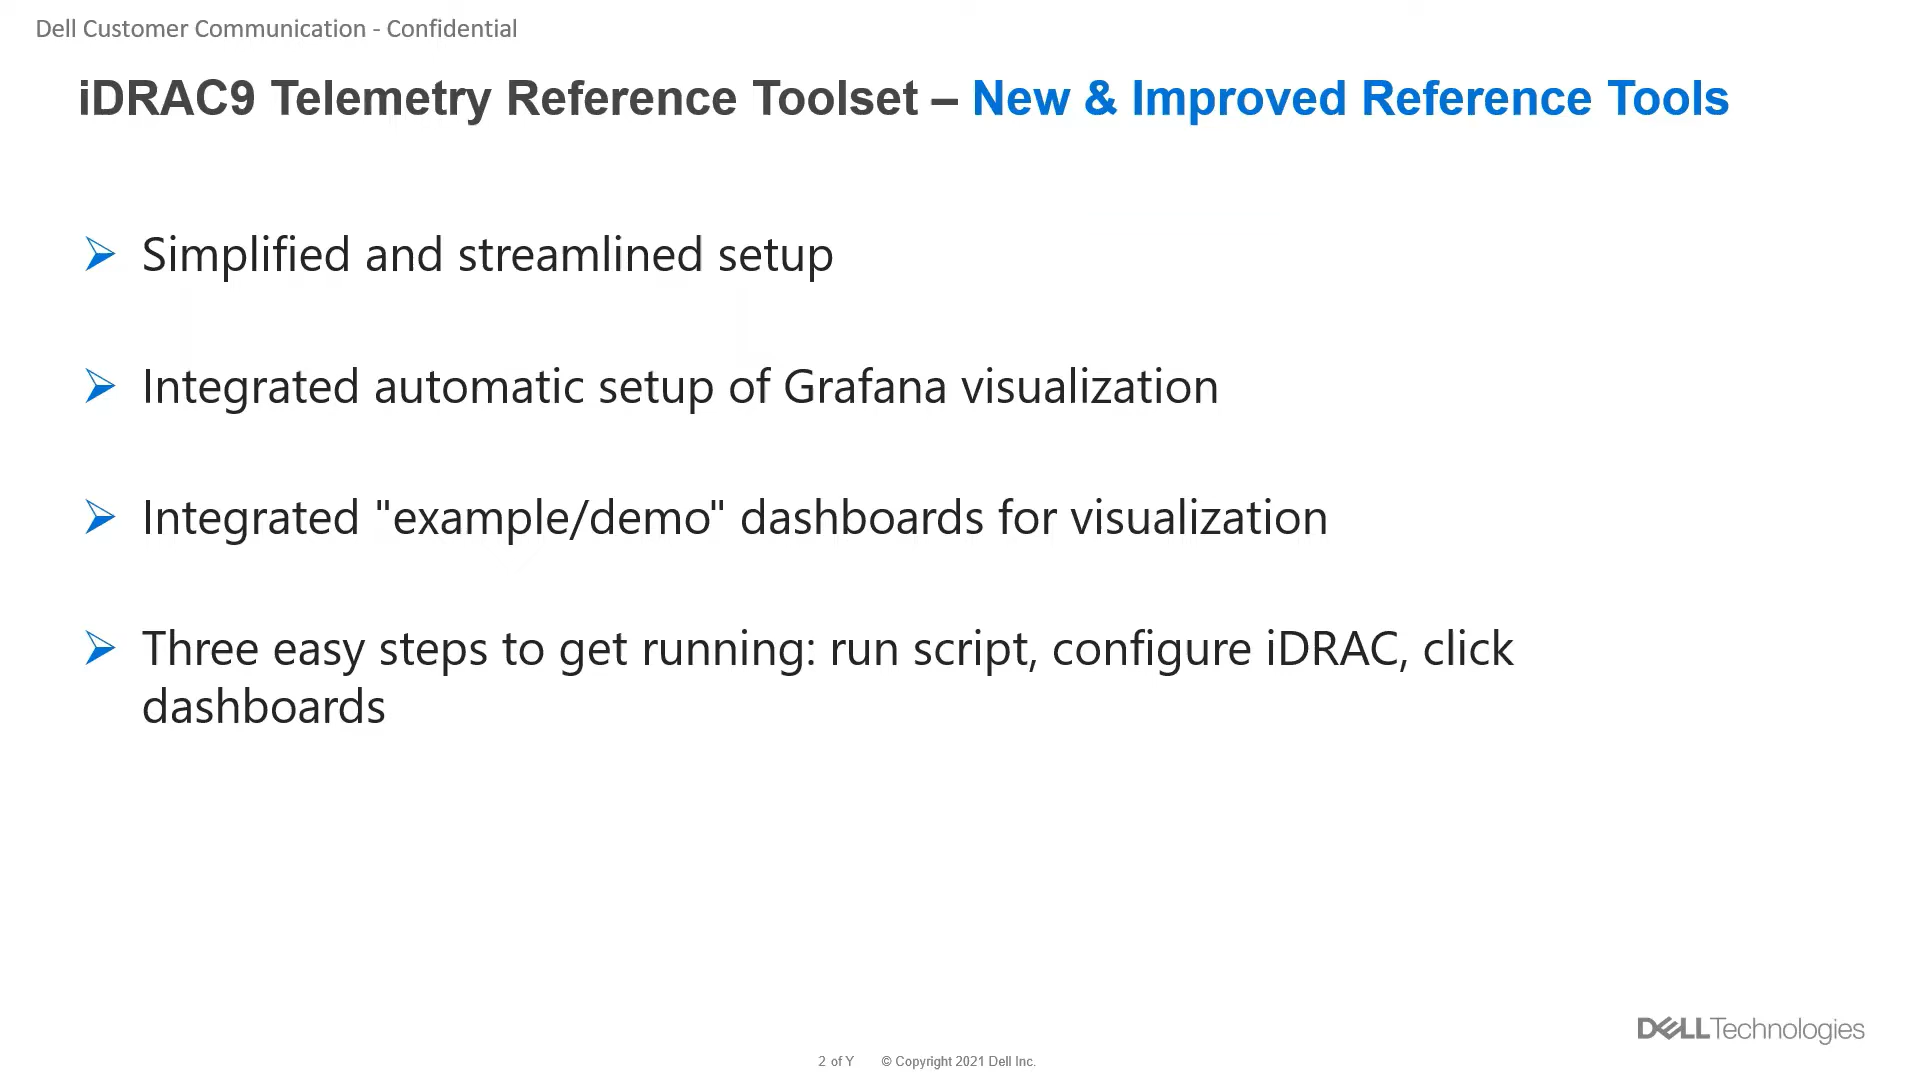 Dell Customer Communication - Confidential
iDRAC9 Telemetry Reference Toolset – New & Improved Reference Tools
Simplified and streamlined setup
Integrated automatic setup of Grafana visualization
Integrated "example/demo" dashboards for visualization
Three easy steps to get running: run script, configure iDRAC, click
dashboards
DELLTechnologies
2 of Y © Copyright 2021 Dell Inc.